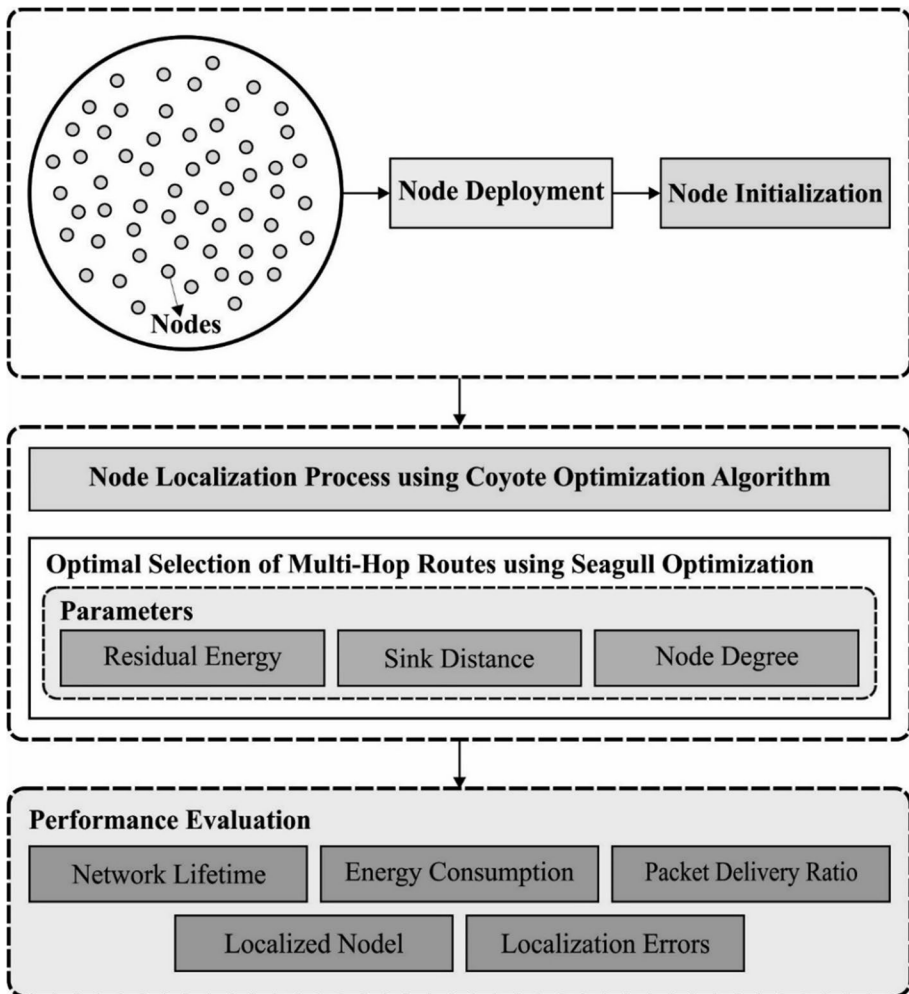 Nodes
Node Deployment
Node Initialization
Node Localization Process using Coyote Optimization Algorithm
Optimal Selection of Multi-Hop Routes using Seagull Optimization
Parameters
Residual Energy
Sink Distance
Node Degree
Performance Evaluation
Network Lifetime
Energy Consumption
Packet Delivery Ratio
Localized Nodel
Localization Errors